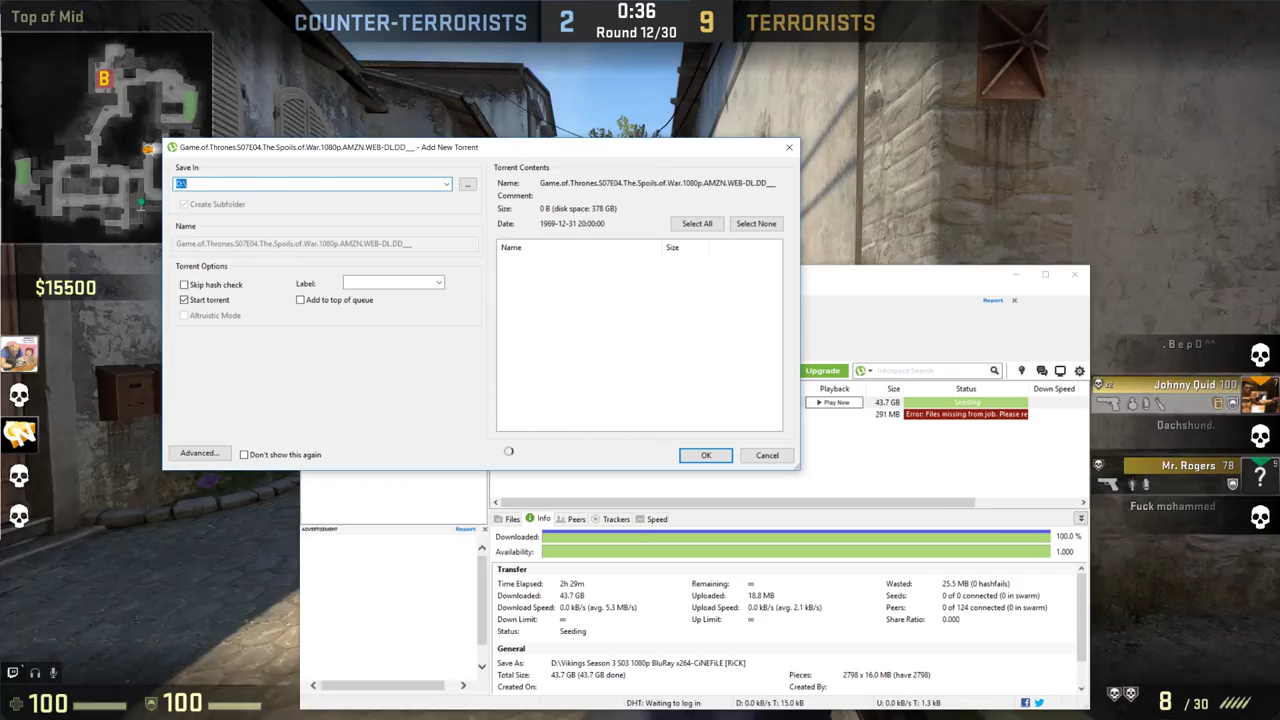 Top of Mid
COUNTER-TERRORISTS 2 0:36 9 TERRORISTS
Round 12/30
B
$15500
Game.of.Thrones.S07E04.The.Spoils.of.War.1080p.AMZN.WEB-DL.DD__ - Add New Torrent
Save In
D:\
...
Create Subfolder
Name
Game.of.Thrones.S07E04.The.Spoils.of.War.1080p.AMZN.WEB-DL.DD__
Torrent Options
Skip hash check
Label:
Start torrent
Add to top of queue
Altruistic Mode
Advanced...
Don't show this again
Torrent Contents
Name: Game.of.Thrones.S07E04.The.Spoils.of.War.1080p.AMZN.WEB-DL.DD__
Comment:
Size: 0 B (disk space: 378 GB)
Date: 1969-12-31 20:00:00
Select All
Select None
Name Size
OK
Cancel
Report
Upgrade
Infospace Search
Playback Size Status Down Speed
Play Now 43.7 GB Seeding
291 MB Error: Files missing from job. Please re
.BepO^^
x2 Johnny Quid 100 7
Dachshund.
Mr. Rogers 78 9
?
Fuck mohammed
ADVERTISEMENT Report
Files Info Peers Trackers Speed
Downloaded: 100.0 %
Availability: 1.000
Transfer
Time Elapsed: 2h 29m Remaining: ∞ Wasted: 25.5 MB (0 hashfails)
Downloaded: 43.7 GB Uploaded: 18.8 MB Seeds: 0 of 0 connected (0 in swarm)
Download Speed: 0.0 kB/s (avg. 5.3 MB/s) Upload Speed: 0.0 kB/s (avg. 2.1 kB/s) Peers: 0 of 124 connected (0 in swarm)
Down Limit: ∞ Up Limit: ∞ Share Ratio: 0.000
Status: Seeding
General
Save As: D:\Vikings Season 3 S03 1080p BluRay x264-CiNEFiLE [RiCK]
Total Size: 43.7 GB (43.7 GB done) Pieces: 2798 x 16.0 MB (have 2798)
Created On: Created By:
DHT: Waiting to log in D: 0.0 kB/s T: 15.0 kB U: 0.0 kB/s T: 1.3 kB
100 100
8 / 30